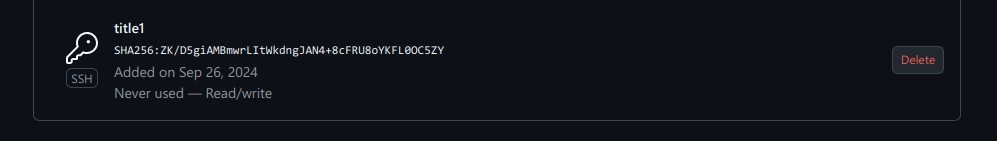 title1
SHA256:ZK/D5giAMBmwrLItWkdngJAN4+8cFRU8oYKFL0OC5ZY
SSH
Added on Sep 26, 2024
Never used — Read/write
Delete